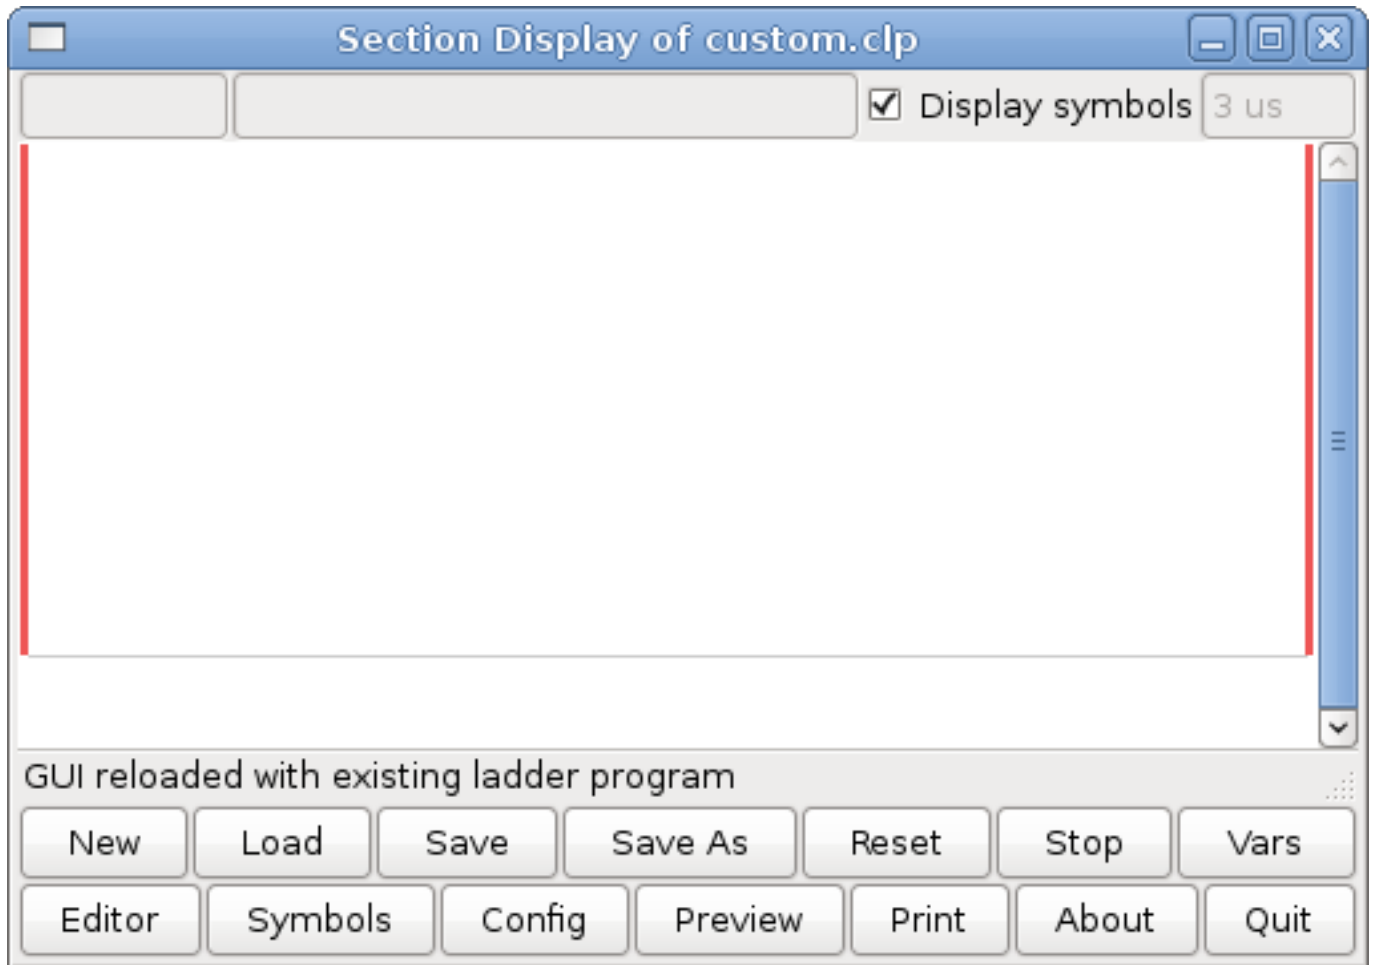 Section Display of custom.clp
Display symbols 3 us
GUI reloaded with existing ladder program
New Load Save Save As Reset Stop Vars
Editor Symbols Config Preview Print About Quit